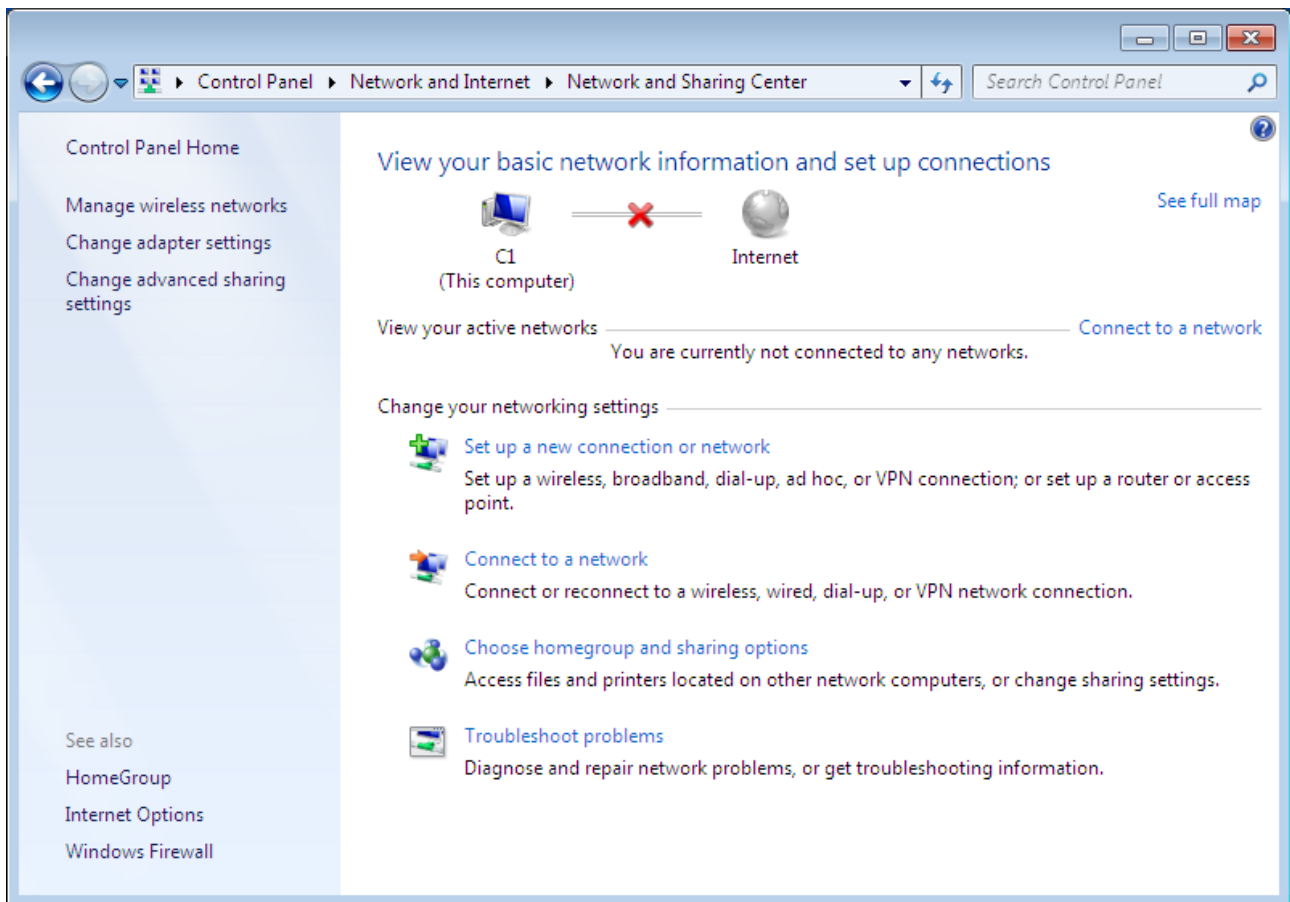 Control Panel Network and Internet Network and Sharing Center Search Control Panel
Control Panel Home
Manage wireless networks
Change adapter settings
Change advanced sharing
settings
See also
HomeGroup
Internet Options
Windows Firewall
View your basic network information and set up connections
See full map
C1
(This computer)
Internet
View your active networks
Connect to a network
You are currently not connected to any networks.
Change your networking settings
Set up a new connection or network
Set up a wireless, broadband, dial-up, ad hoc, or VPN connection; or set up a router or access
point.
Connect to a network
Connect or reconnect to a wireless, wired, dial-up, or VPN network connection.
Choose homegroup and sharing options
Access files and printers located on other network computers, or change sharing settings.
Troubleshoot problems
Diagnose and repair network problems, or get troubleshooting information.